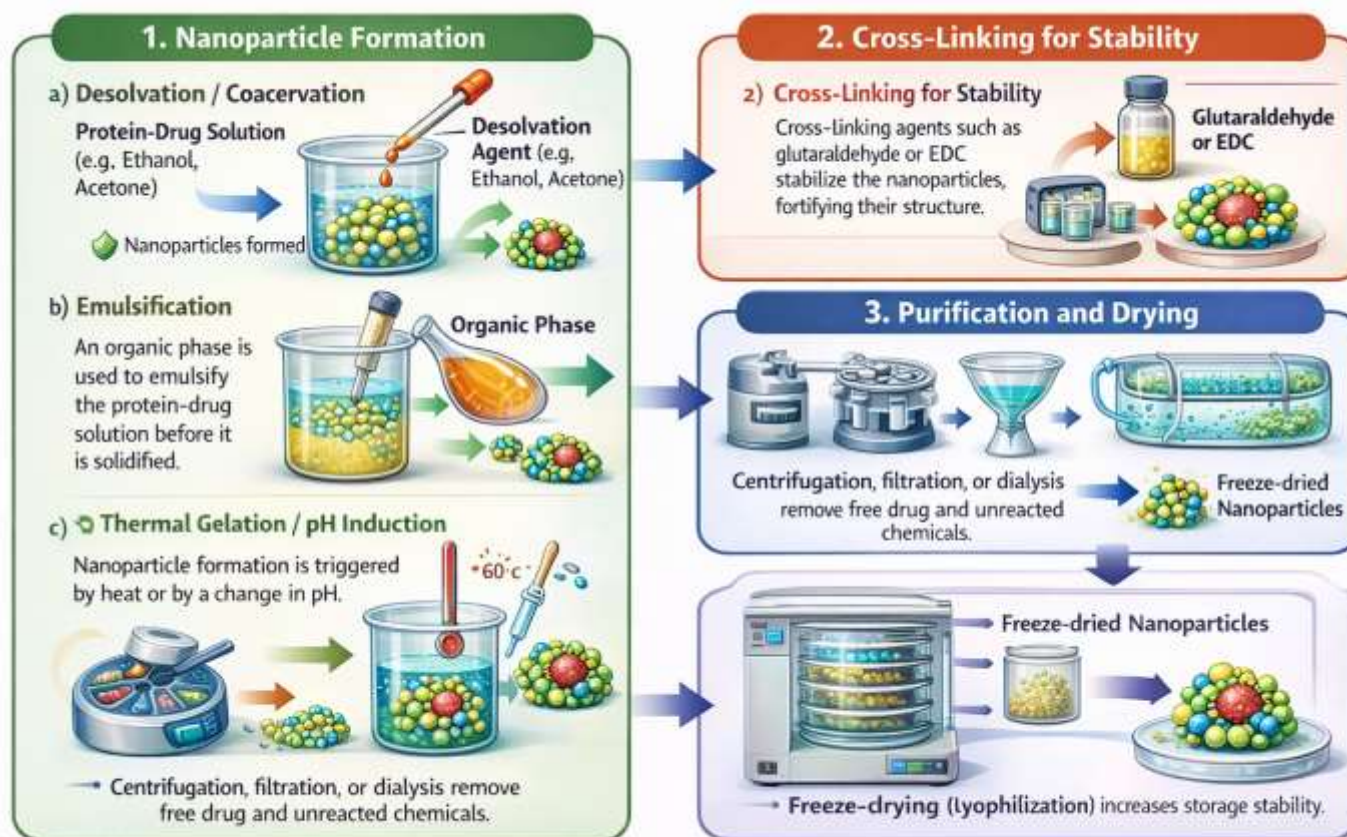 1. Nanoparticle Formation
a) Desolvation / Coacervation
Protein-Drug Solution
(e.g. Ethanol,
Acetone)
Desolvation
Agent (e.g,
Ethanol, Acetone)
Nanoparticles formed
b) Emulsification
An organic phase is
used to emulsify
the protein-drug
solution before it
is solidified.
Organic Phase
c) Thermal Gelation / pH Induction
Nanoparticle formation is triggered
by heat or by a change in pH.
60·c
Centrifugation, filtration, or dialysis remove
free drug and unreacted chemicals.
2. Cross-Linking for Stability
2) Cross-Linking for Stability
Cross-linking agents such as
glutaraldehyde or EDC
stabilize the nanoparticles,
fortifying their structure.
Glutaraldehyde
or EDC
3. Purification and Drying
Centrifugation, filtration, or dialysis
remove free drug and unreacted
chemicals.
Freeze-dried
Nanoparticles
Freeze-dried Nanoparticles
Freeze-drying (lyophilization) increases storage stability.